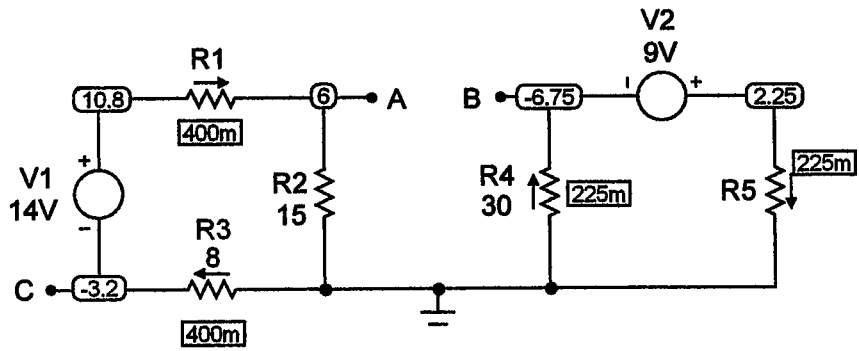 V2
9V
R1
10.8
6
A
B
-6.75
-
+
2.25
400m
+
V1
14V
-
R2
15
R4
30
225m
R5
225m
R3
8
C
-3.2
400m